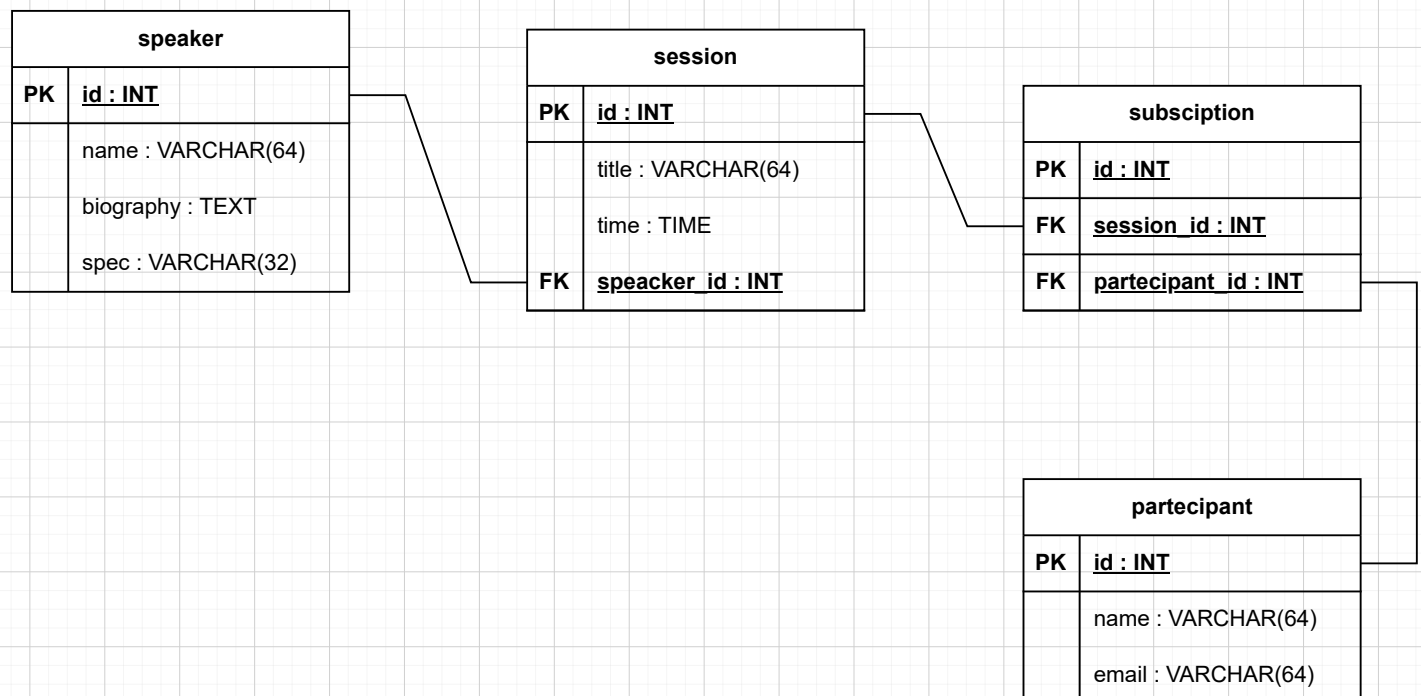 speaker
PK id : INT
name : VARCHAR(64)
biography : TEXT
spec : VARCHAR(32)
session
PK id : INT
title : VARCHAR(64)
time : TIME
FK speacker_id : INT
subsciption
PK id : INT
FK session_id : INT
FK partecipant_id : INT
partecipant
PK id : INT
name : VARCHAR(64)
email : VARCHAR(64)